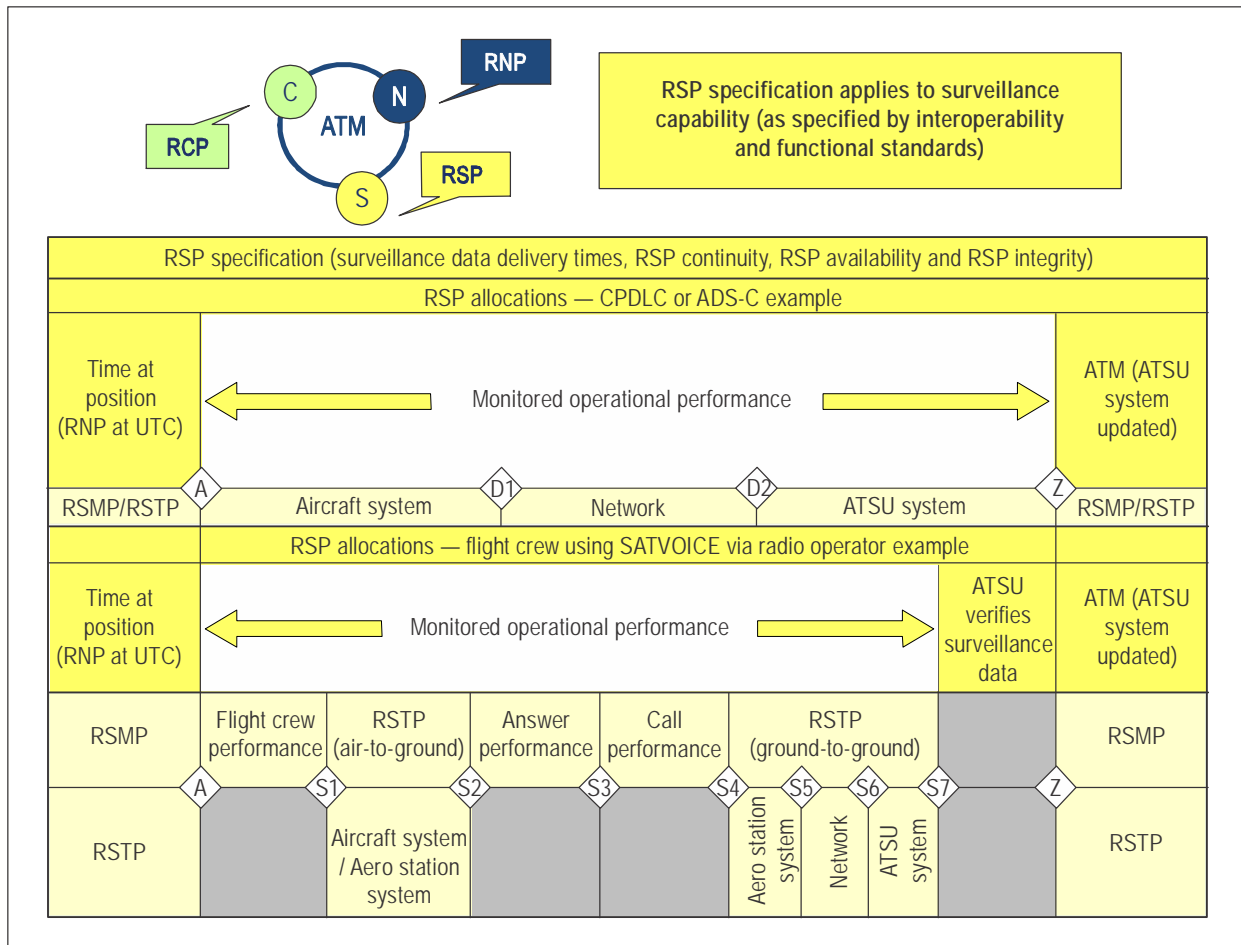 C
N
ATM
S
RCP
RNP
RSP
RSP specification applies to surveillance
capability (as specified by interoperability
and functional standards)
RSP specification (surveillance data delivery times, RSP continuity, RSP availability and RSP integrity)
RSP allocations — CPDLC or ADS-C example
Time at
position
(RNP at UTC)
Monitored operational performance
ATM (ATSU
system
updated)
A
D1
D2
Z
RSMP/RSTP
Aircraft system
Network
ATSU system
RSMP/RSTP
RSP allocations — flight crew using SATVOICE via radio operator example
Time at
position
(RNP at UTC)
Monitored operational performance
ATSU
verifies
surveillance
data
ATM (ATSU
system
updated)
RSMP
Flight crew
performance
RSTP
(air-to-ground)
Answer
performance
Call
performance
RSTP
(ground-to-ground)
RSMP
A
S1
S2
S3
S4
S5
S6
S7
Z
RSTP
Aircraft system
/ Aero station
system
Aero station
system
Network
ATSU
system
RSTP